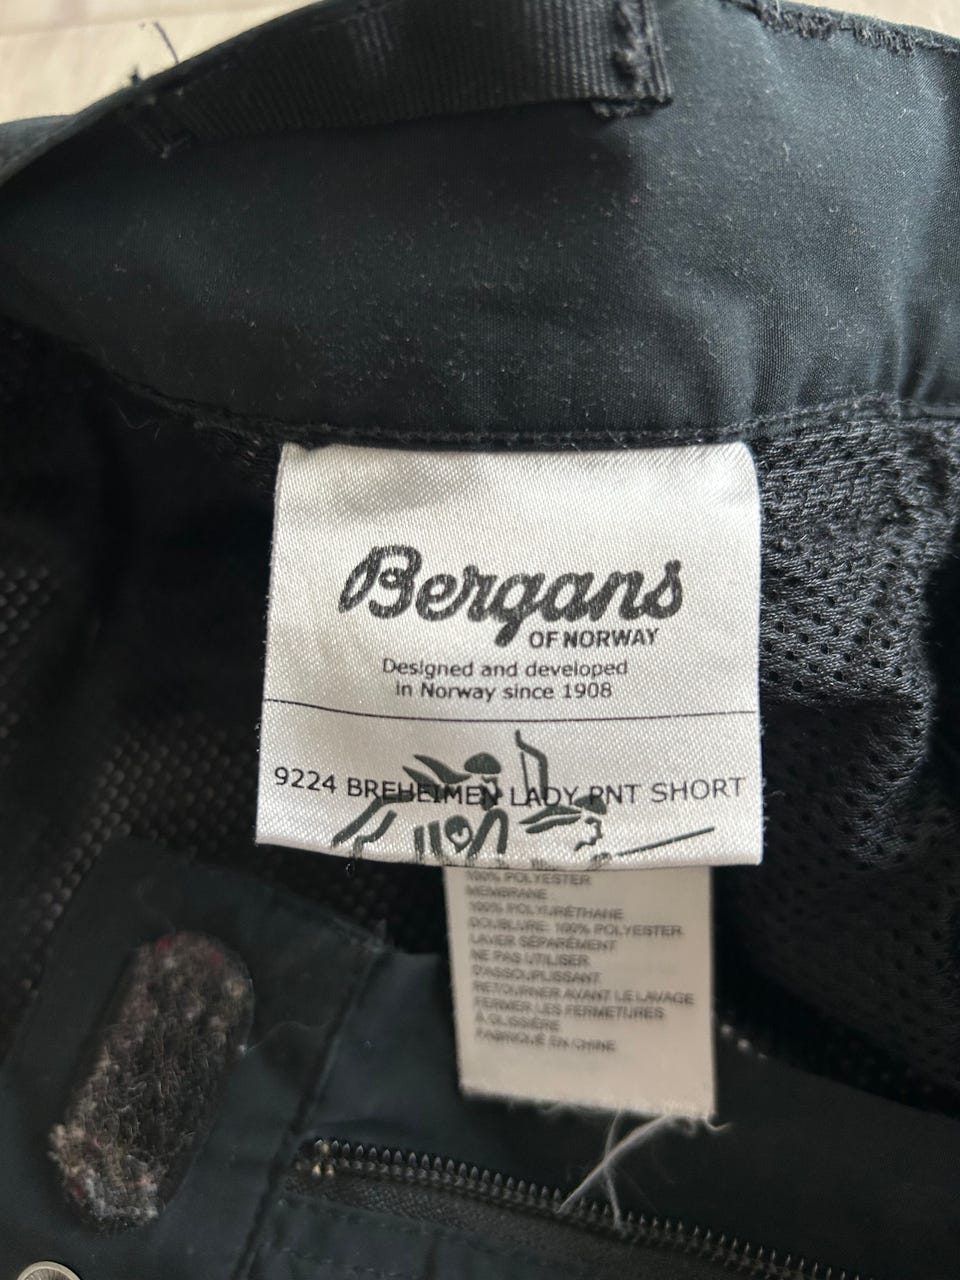 Bergans
OF NORWAY
Designed and developed
in Norway since 1908
9224 BREHEIMEN LADY PNT SHORT
100% POLYESTER
MEMBRANE
100% POLYURÉTHANE
DOUBLURE: 100% POLYESTER
LAVER SÉPARÉMENT
NE PAS UTILISER
D'ASSOUPLISSANT
RETOURNER AVANT LE LAVAGE
FERMER LES FERMETURES
À GLISSIÈRE
FABRIQUÉ EN CHINE